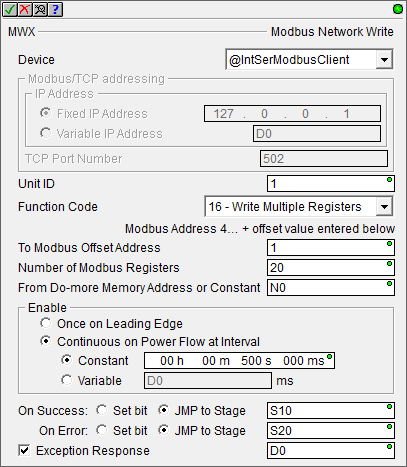 MWX Modbus Network Write
Device @IntSerModbusClient
Modbus/TCP addressing
IP Address
Fixed IP Address 127 . 0 . 0 . 1
Variable IP Address D0
TCP Port Number 502
Unit ID 1
Function Code 16 - Write Multiple Registers
Modbus Address 4... + offset value entered below
To Modbus Offset Address 1
Number of Modbus Registers 20
From Do-more Memory Address or Constant N0
Enable
Once on Leading Edge
Continuous on Power Flow at Interval
Constant 00 h 00 m 500 s 000 ms
Variable D0 ms
On Success: Set bit JMP to Stage S10
On Error: Set bit JMP to Stage S20
Exception Response D0